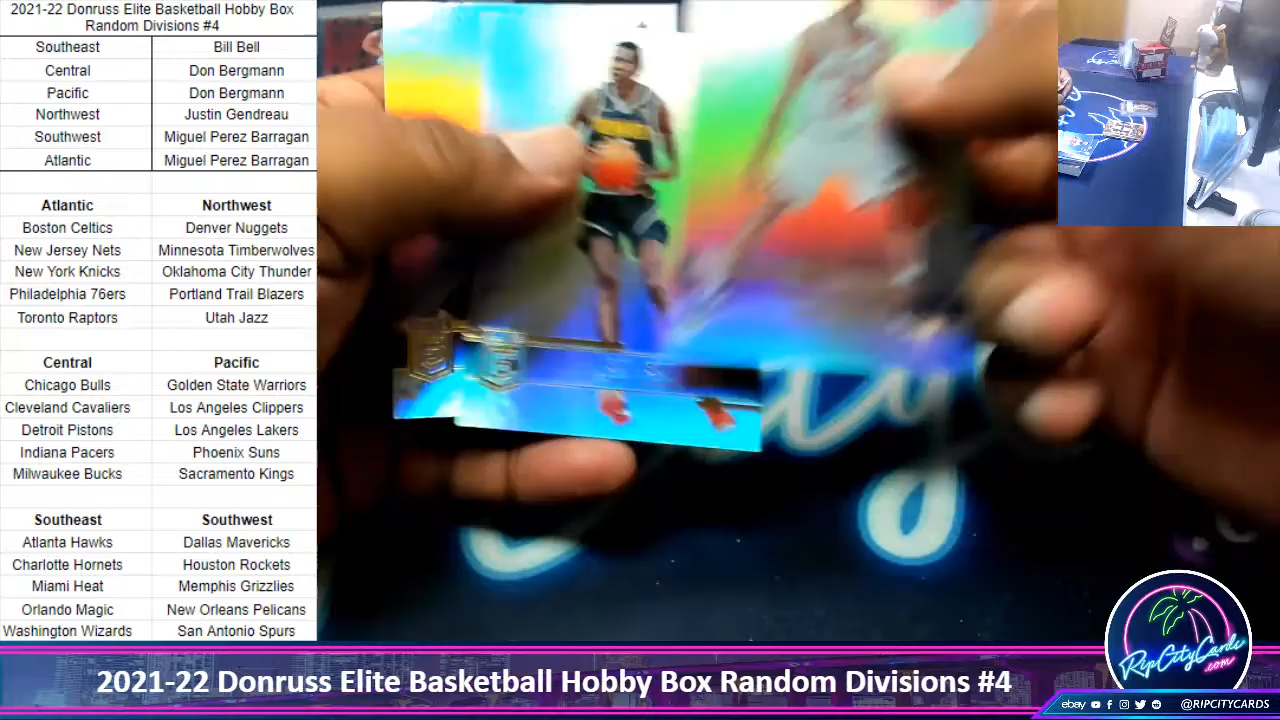 2021-22 Donruss Elite Basketball Hobby Box
Random Divisions #4
Southeast Bill Bell
Central Don Bergmann
Pacific Don Bergmann
Northwest Justin Gendreau
Southwest Miguel Perez Barragan
Atlantic Miguel Perez Barragan
Atlantic Northwest
Boston Celtics Denver Nuggets
New Jersey Nets Minnesota Timberwolves
New York Knicks Oklahoma City Thunder
Philadelphia 76ers Portland Trail Blazers
Toronto Raptors Utah Jazz
Central Pacific
Chicago Bulls Golden State Warriors
Cleveland Cavaliers Los Angeles Clippers
Detroit Pistons Los Angeles Lakers
Indiana Pacers Phoenix Suns
Milwaukee Bucks Sacramento Kings
Southeast Southwest
Atlanta Hawks Dallas Mavericks
Charlotte Hornets Houston Rockets
Miami Heat Memphis Grizzlies
Orlando Magic New Orleans Pelicans
Washington Wizards San Antonio Spurs
RipCityCards
.com
2021-22 Donruss Elite Basketball Hobby Box Random Divisions #4
ebay @RIPCITYCARDS